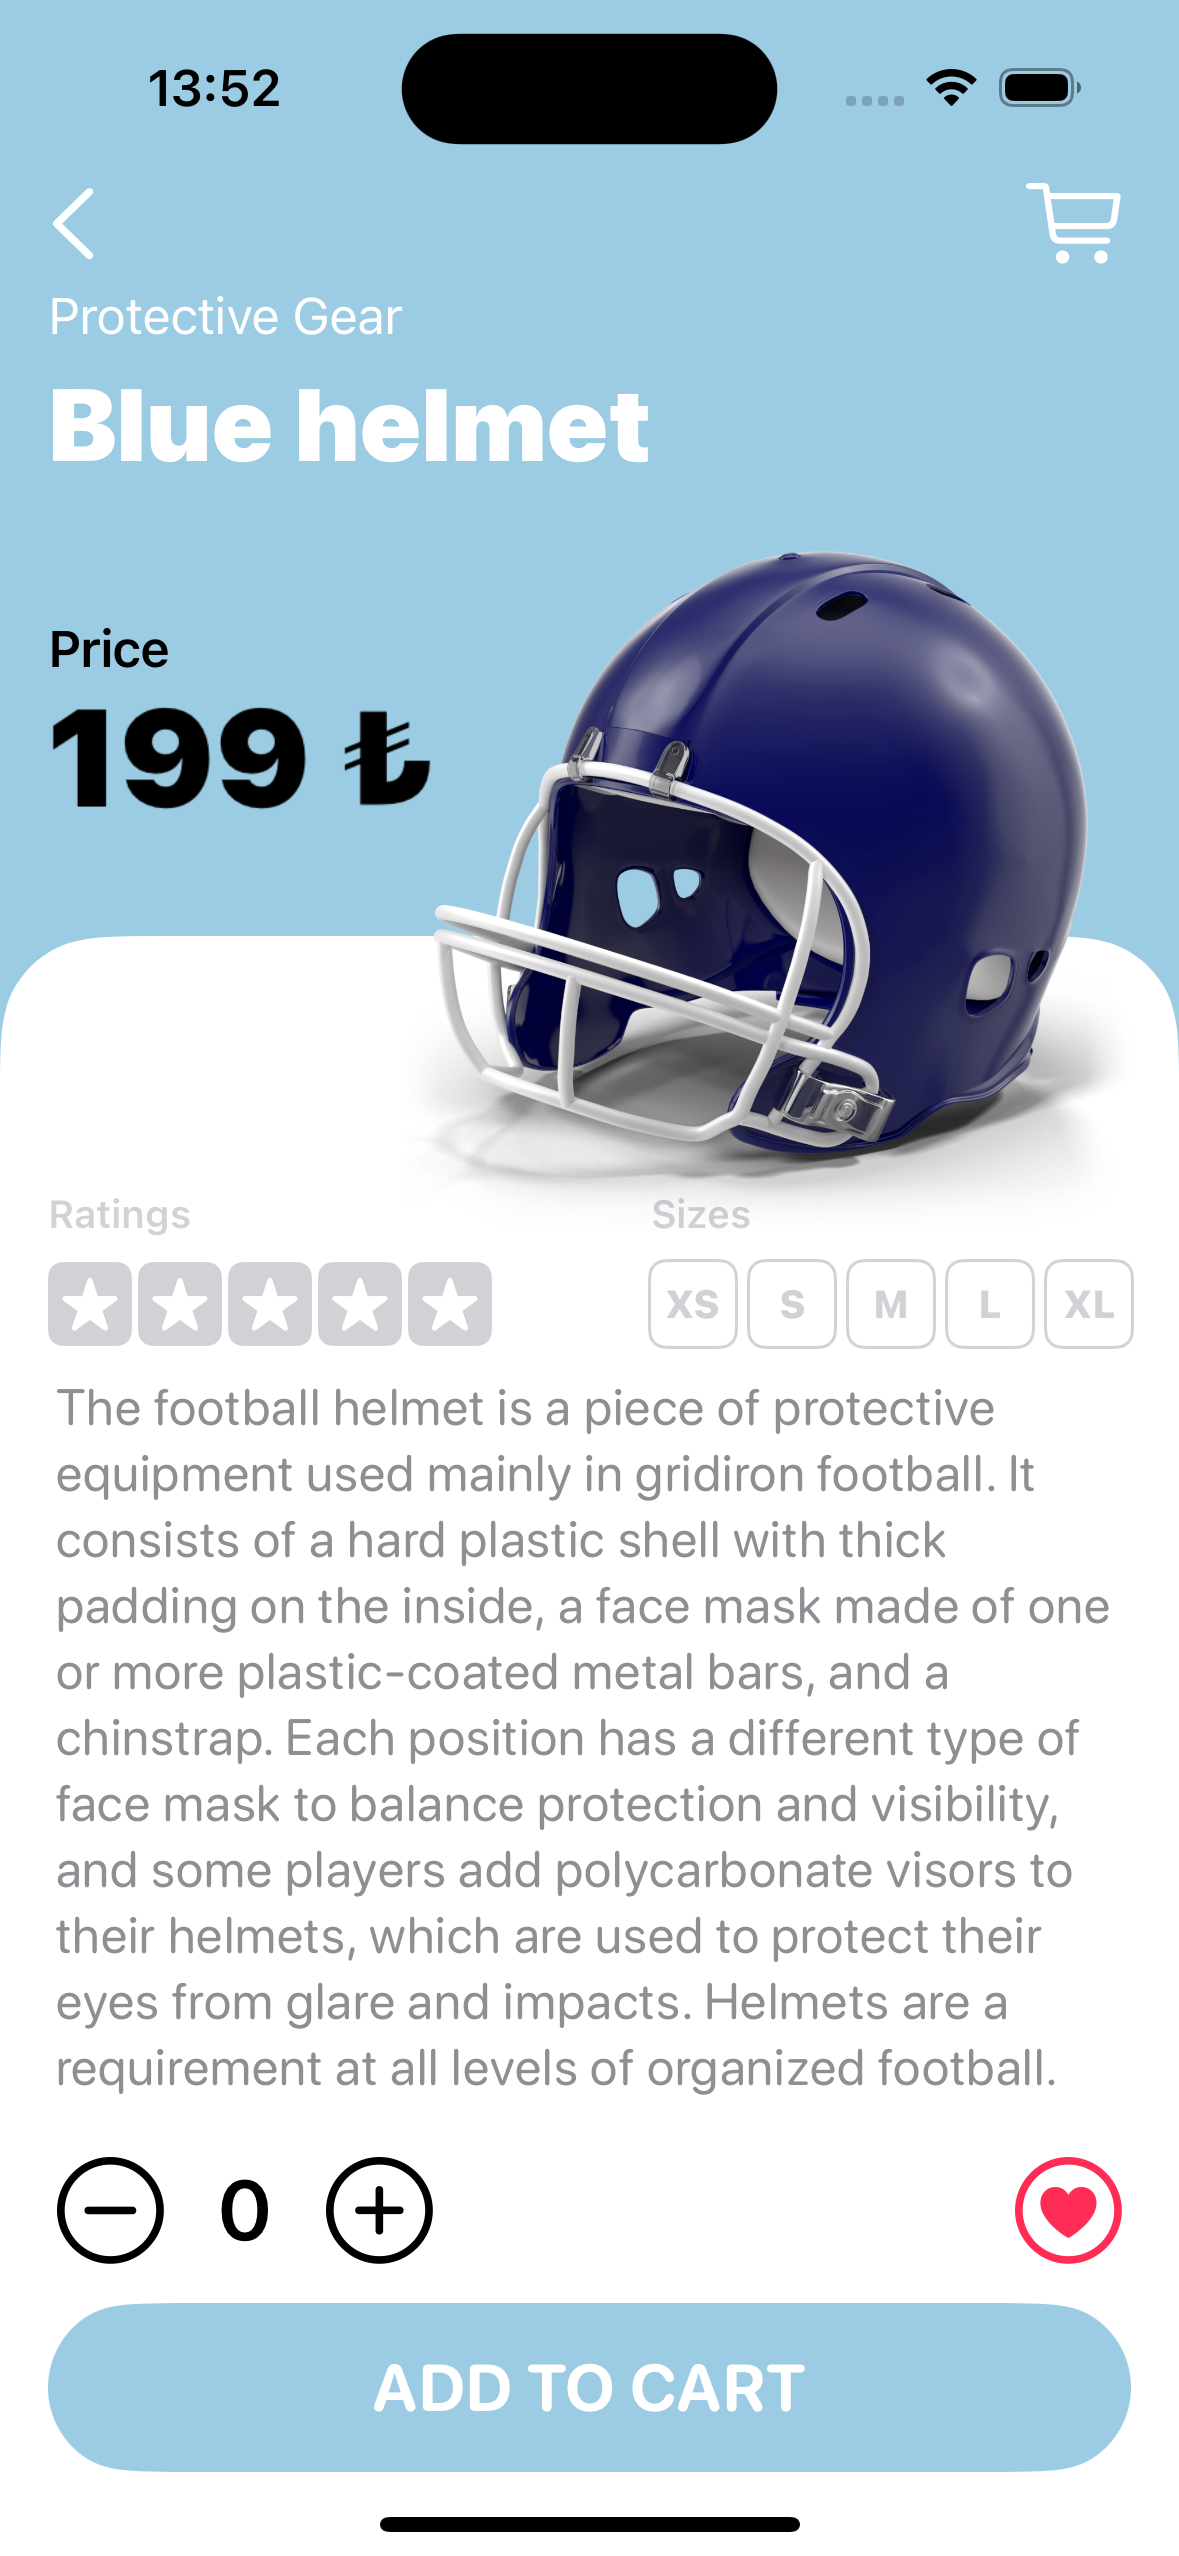 13:52
Protective Gear
Blue helmet
Price
199 ₺
Ratings
Sizes
XS S M L XL
The football helmet is a piece of protective
equipment used mainly in gridiron football. It
consists of a hard plastic shell with thick
padding on the inside, a face mask made of one
or more plastic-coated metal bars, and a
chinstrap. Each position has a different type of
face mask to balance protection and visibility,
and some players add polycarbonate visors to
their helmets, which are used to protect their
eyes from glare and impacts. Helmets are a
requirement at all levels of organized football.
0
ADD TO CART